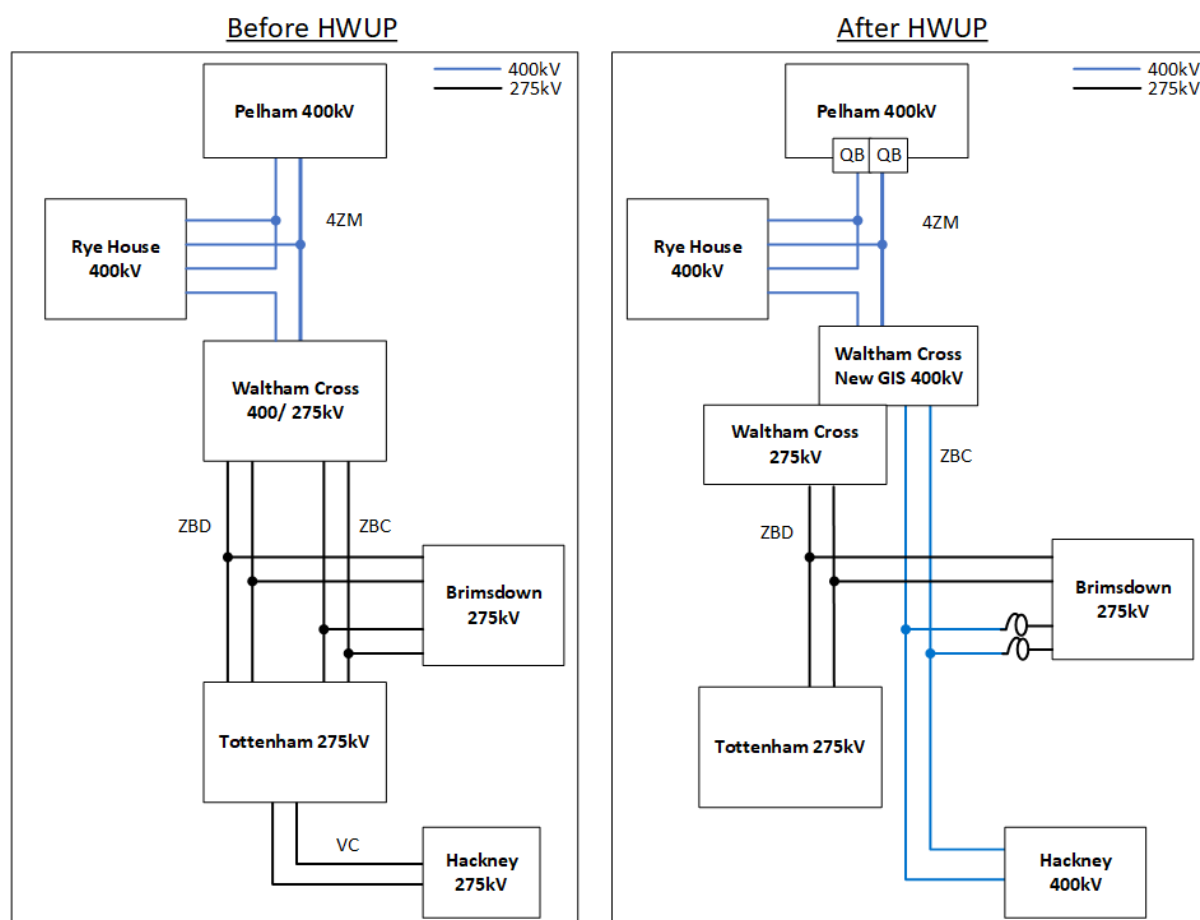 Before HWUP
400kV
275kV
Pelham 400kV
4ZM
Rye House
400kV
Waltham Cross
400/ 275kV
ZBD
ZBC
Brimsdown
275kV
Tottenham 275kV
VC
Hackney
275kV
After HWUP
400kV
275kV
Pelham 400kV
QB QB
4ZM
Rye House
400kV
Waltham Cross
New GIS 400kV
Waltham Cross
275kV
ZBC
ZBD
Brimsdown
275kV
Tottenham 275kV
Hackney
400kV